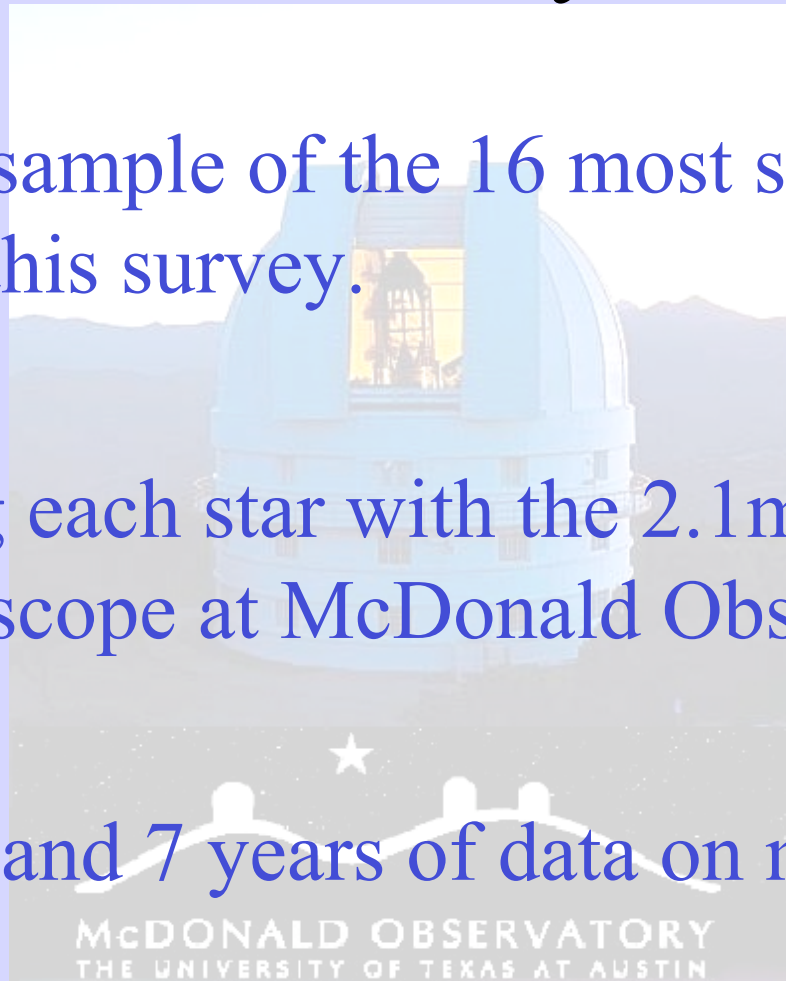 sample of the 16 most s
his survey.
each star with the 2.1m
scope at McDonald Obs
and 7 years of data on
McDONALD OBSERVATORY
THE UNIVERSITY OF TEXAS AT AUSTIN